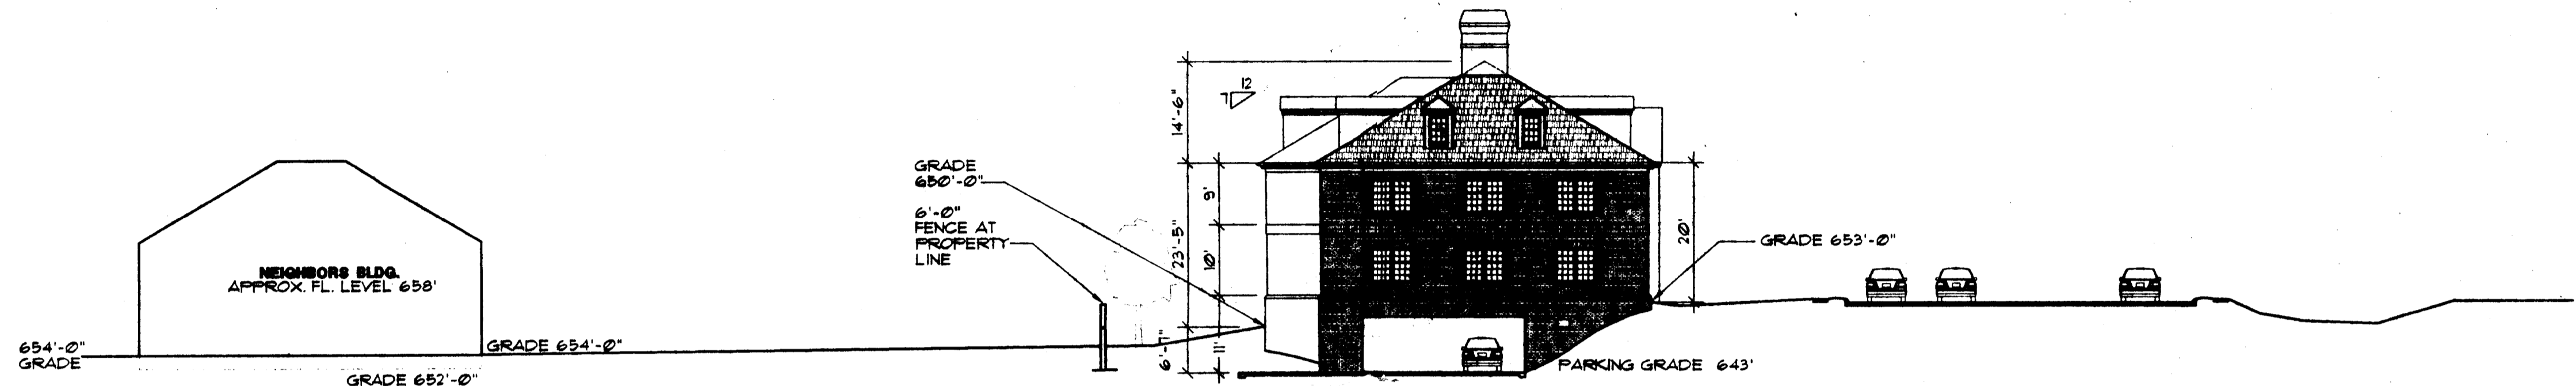 NEIGHBORS BLDG.
APPROX. FL. LEVEL 658'
654'-0"
GRADE
GRADE 654'-0"
GRADE 652'-0"
GRADE
650'-0"
6'-0"
FENCE AT
PROPERTY
LINE
12
7
14'-6"
23'-5"
6'-7"
9'
10'
11'
20'
GRADE 653'-0"
PARKING GRADE 643'